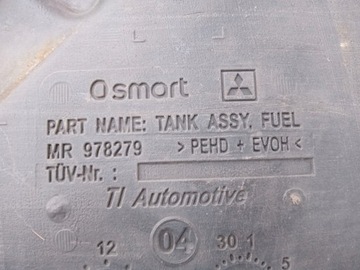 smart
PART NAME: TANK ASSY, FUEL
MR 978279 >PEHD + EVOH<
TÜV-Nr. :
TI Automotive
12 04 30 1
5